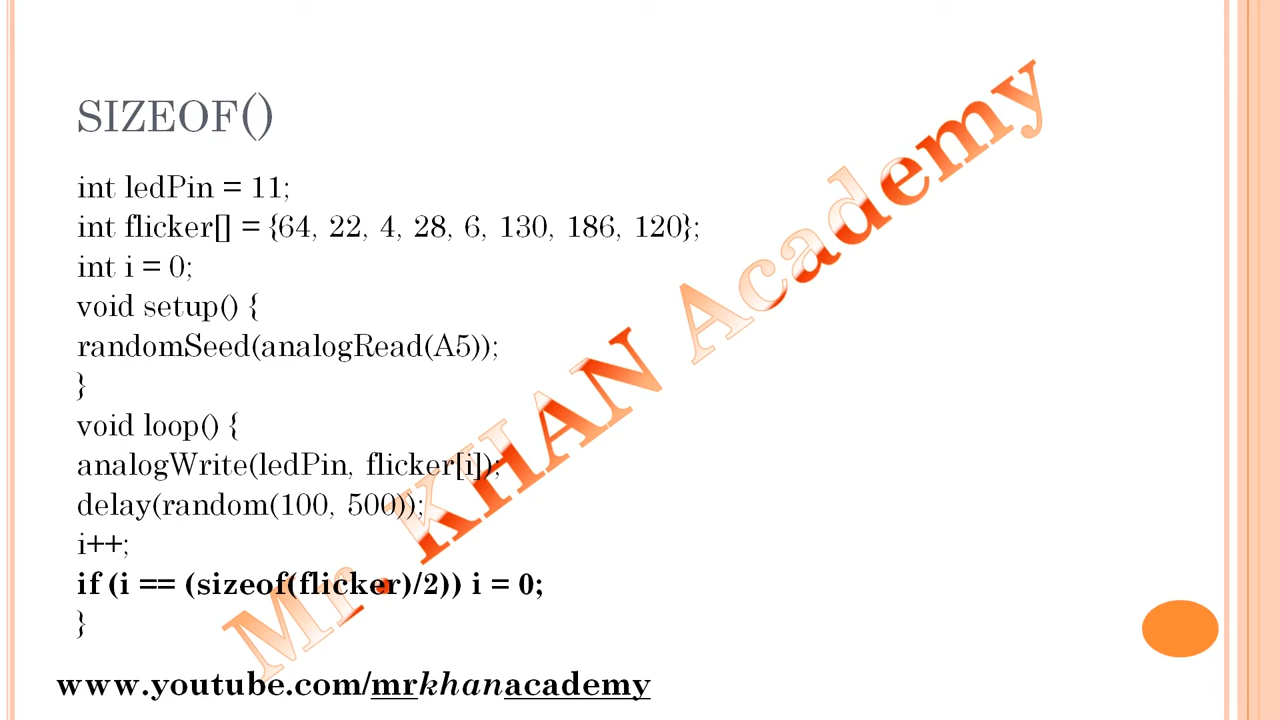 SIZEOF()
int ledPin = 11;
int flicker[] = {64, 22, 4, 28, 6, 130, 186, 120};
int i = 0;
void setup() {
randomSeed(analogRead(A5));
}
void loop() {
analogWrite(ledPin, flicker[i]);
delay(random(100, 500));
i++;
if (i == (sizeof(flicker)/2)) i = 0;
}
Mr. KHAN Academy
www.youtube.com/mrkhanacademy